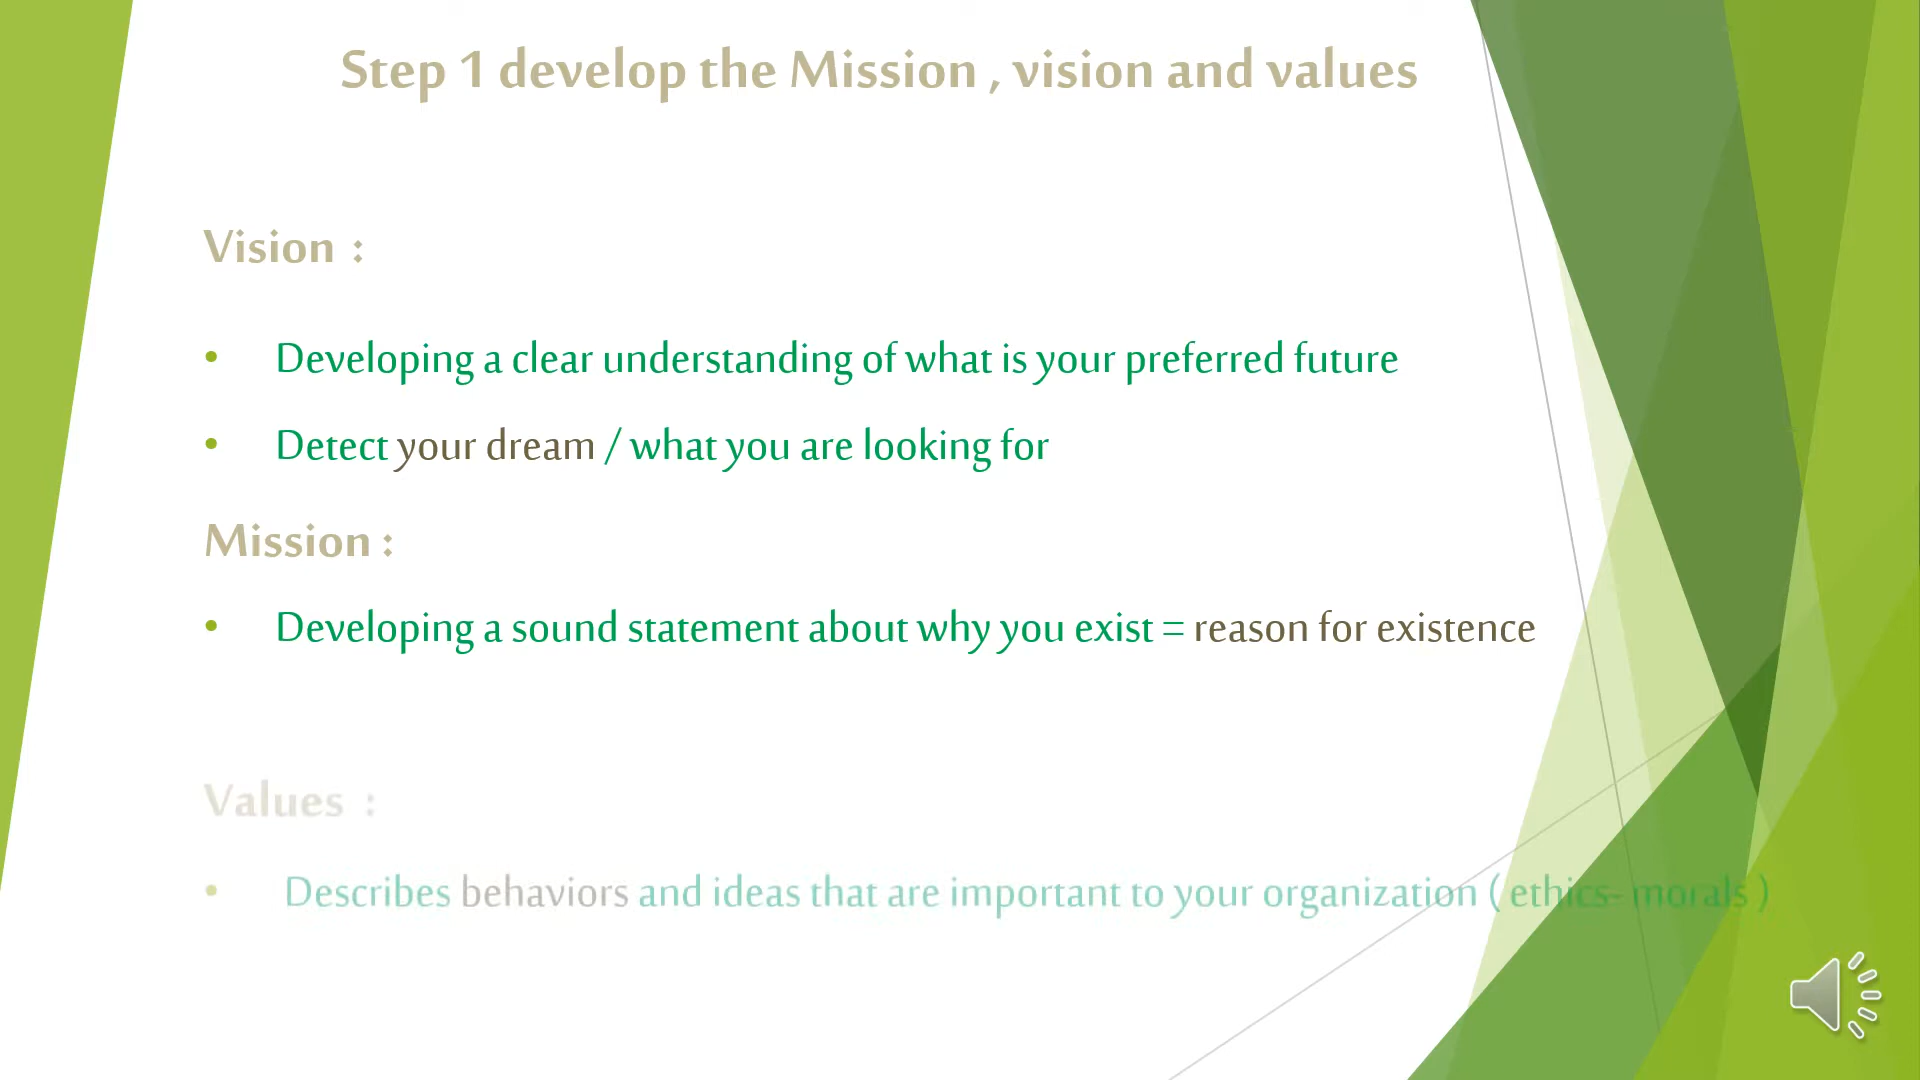 Step 1 develop the Mission , vision and values
Vision :
• Developing a clear understanding of what is your preferred future
• Detect your dream / what you are looking for
Mission :
• Developing a sound statement about why you exist = reason for existence
Values :
• Describes behaviors and ideas that are important to your organization ( ethics- morals )